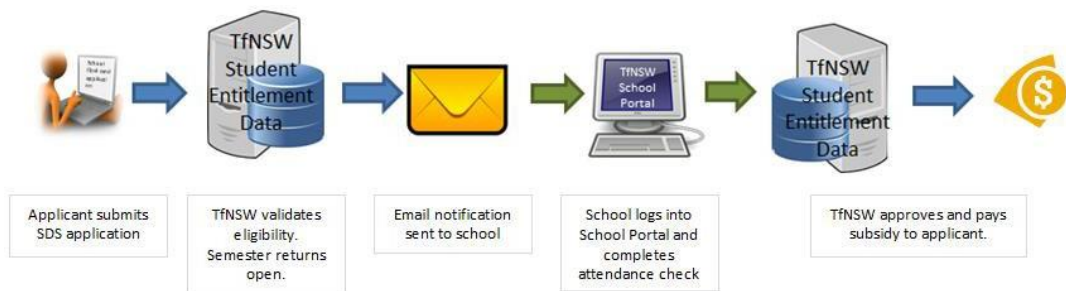 TfNSW
Student
Entitlement
Data
TfNSW
School
Portal
TfNSW
Student
Entitlement
Data
$
Applicant submits
SDS application
TfNSW validates
eligibility.
Semester returns
open.
Email notification
sent to school
School logs into
School Portal and
completes
attendance check
TfNSW approves and pays
subsidy to applicant.